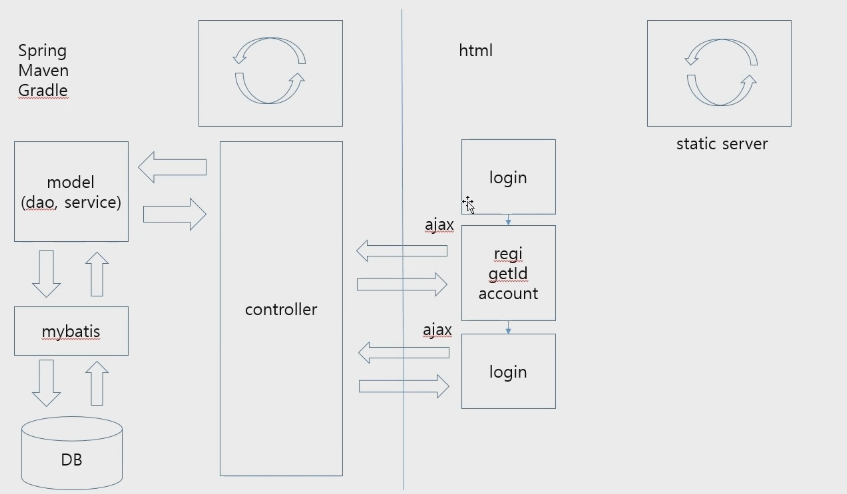 Spring
Maven
Gradle
html
static server
model
(dao, service)
login
ajax
regi
getId
account
controller
mybatis
ajax
login
DB